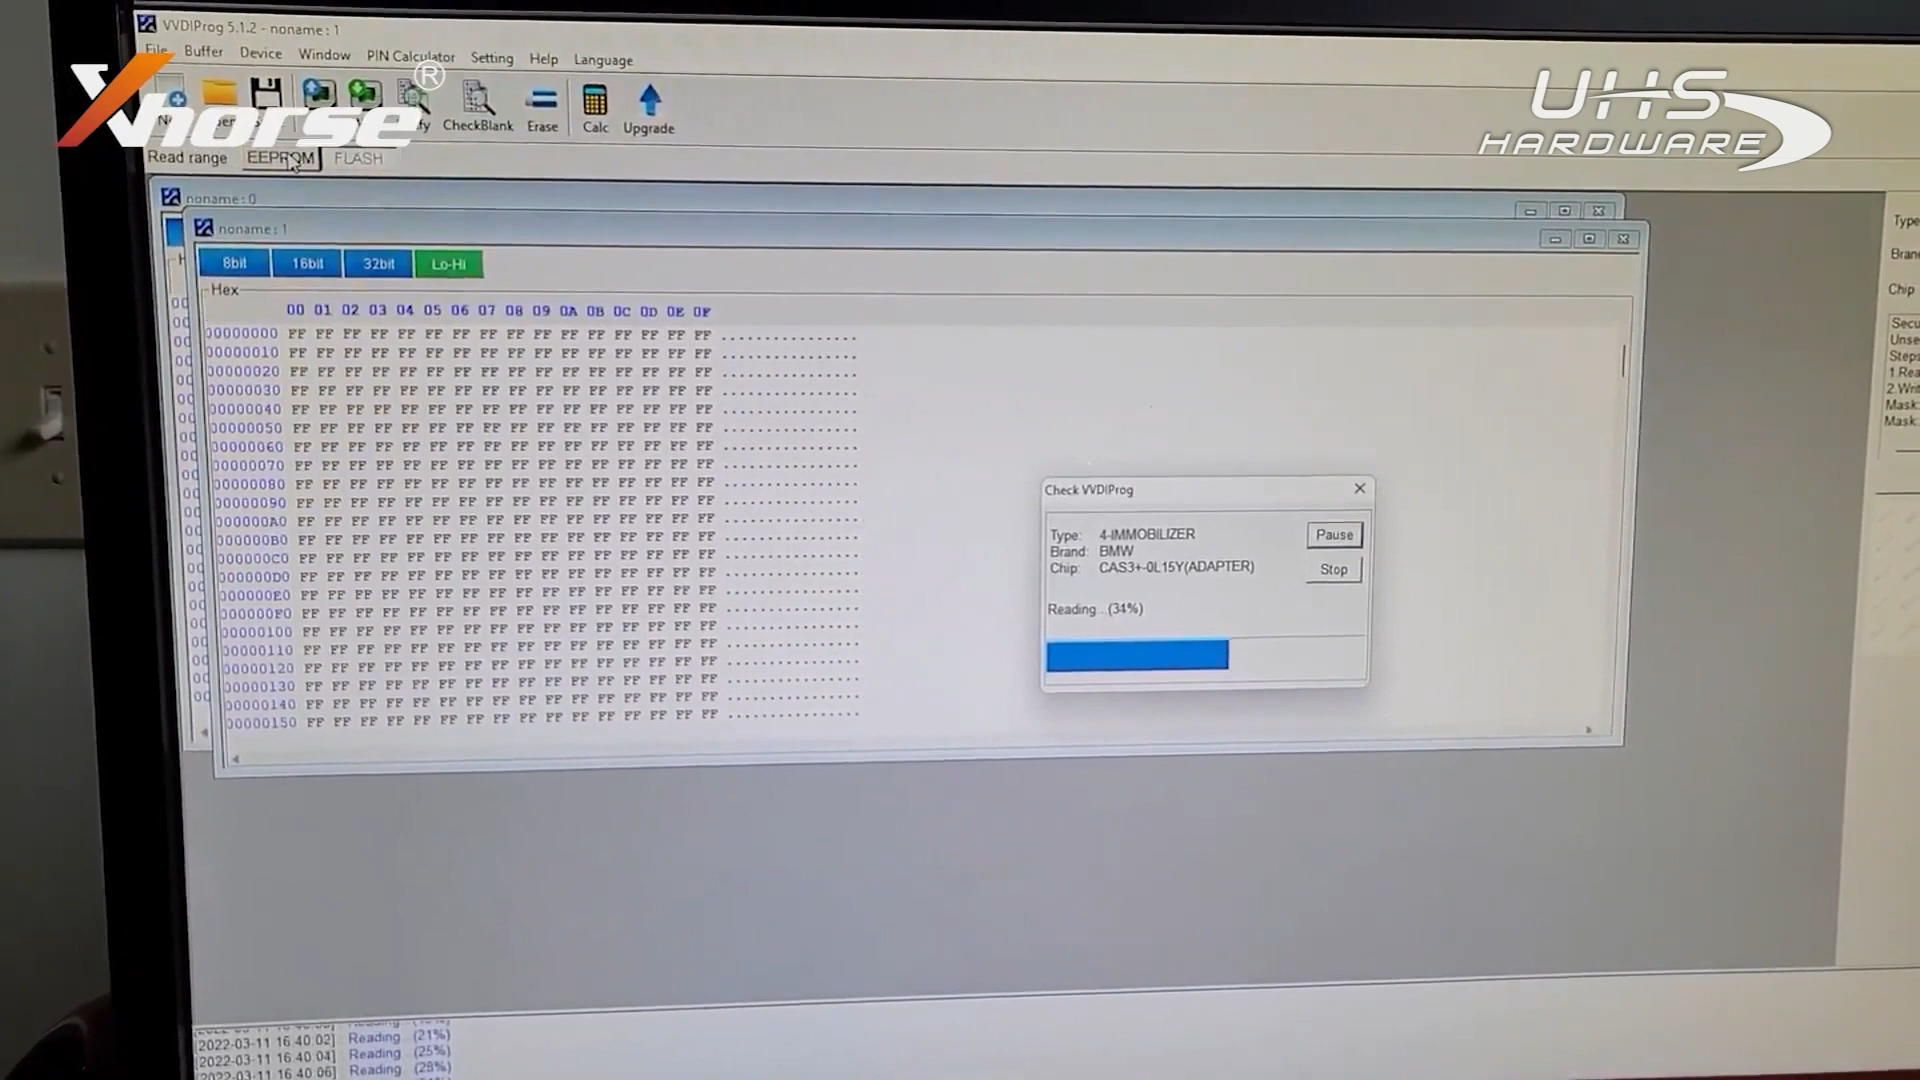 VVDIProg 5.1.2 - noname : 1
File Buffer Device Window PIN Calculator Setting Help Language
Xhorse®
UHS
HARDWARE
CheckBlank Erase Calc Upgrade
Read range EEPROM FLASH
noname : 0
noname : 1
8bit 16bit 32bit Lo-Hi
Hex
00 01 02 03 04 05 06 07 08 09 0A 0B 0C 0D 0E 0F
00000000 FF FF FF FF FF FF FF FF FF FF FF FF FF FF FF FF ................
00000010 FF FF FF FF FF FF FF FF FF FF FF FF FF FF FF FF ................
00000020 FF FF FF FF FF FF FF FF FF FF FF FF FF FF FF FF ................
00000030 FF FF FF FF FF FF FF FF FF FF FF FF FF FF FF FF ................
00000040 FF FF FF FF FF FF FF FF FF FF FF FF FF FF FF FF ................
00000050 FF FF FF FF FF FF FF FF FF FF FF FF FF FF FF FF ................
00000060 FF FF FF FF FF FF FF FF FF FF FF FF FF FF FF FF ................
00000070 FF FF FF FF FF FF FF FF FF FF FF FF FF FF FF FF ................
00000080 FF FF FF FF FF FF FF FF FF FF FF FF FF FF FF FF ................
00000090 FF FF FF FF FF FF FF FF FF FF FF FF FF FF FF FF ................
000000A0 FF FF FF FF FF FF FF FF FF FF FF FF FF FF FF FF ................
000000B0 FF FF FF FF FF FF FF FF FF FF FF FF FF FF FF FF ................
000000C0 FF FF FF FF FF FF FF FF FF FF FF FF FF FF FF FF ................
000000D0 FF FF FF FF FF FF FF FF FF FF FF FF FF FF FF FF ................
000000E0 FF FF FF FF FF FF FF FF FF FF FF FF FF FF FF FF ................
000000F0 FF FF FF FF FF FF FF FF FF FF FF FF FF FF FF FF ................
00000100 FF FF FF FF FF FF FF FF FF FF FF FF FF FF FF FF ................
00000110 FF FF FF FF FF FF FF FF FF FF FF FF FF FF FF FF ................
00000120 FF FF FF FF FF FF FF FF FF FF FF FF FF FF FF FF ................
00000130 FF FF FF FF FF FF FF FF FF FF FF FF FF FF FF FF ................
00000140 FF FF FF FF FF FF FF FF FF FF FF FF FF FF FF FF ................
00000150 FF FF FF FF FF FF FF FF FF FF FF FF FF FF FF FF ................
Check VVDIProg
Type: 4-IMMOBILIZER
Brand: BMW
Chip: CAS3+-0L15Y(ADAPTER)
Pause
Stop
Reading...(34%)
Type
Bran
Chip
Secu
Unse
Steps
1.Rea
2.Writ
Mask:
Mask:
[2022-03-11 16:40:02] Reading...(21%)
[2022-03-11 16:40:04] Reading...(25%)
[2022-03-11 16:40:06] Reading...(28%)